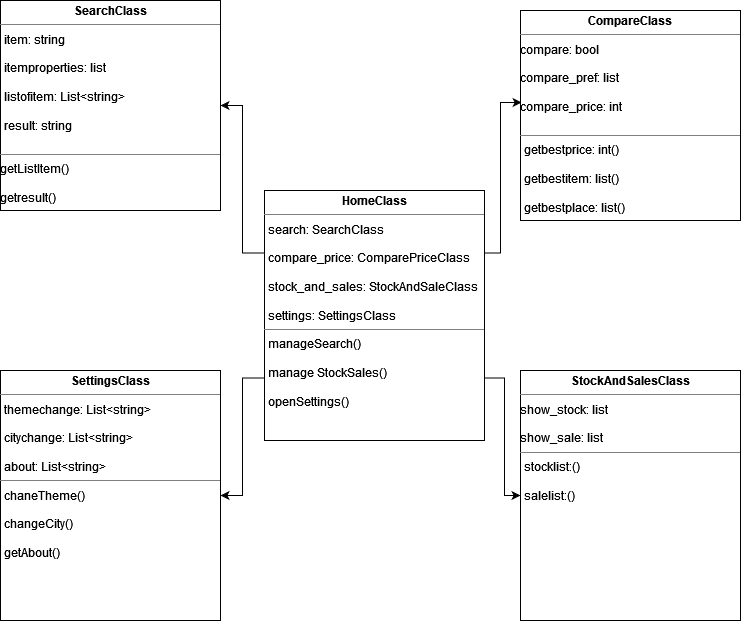 SearchClass
item: string
itemproperties: list
listofitem: List<string>
result: string
getListItem()
getresult()
CompareClass
compare: bool
compare_pref: list
compare_price: int
getbestprice: int()
getbestitem: list()
getbestplace: list()
HomeClass
search: SearchClass
compare_price: ComparePriceClass
stock_and_sales: StockAndSaleClass
settings: SettingsClass
manageSearch()
manage StockSales()
openSettings()
SettingsClass
themechange: List<string>
citychange: List<string>
about: List<string>
chaneTheme()
changeCity()
getAbout()
StockAndSalesClass
show_stock: list
show_sale: list
stocklist:()
salelist:()